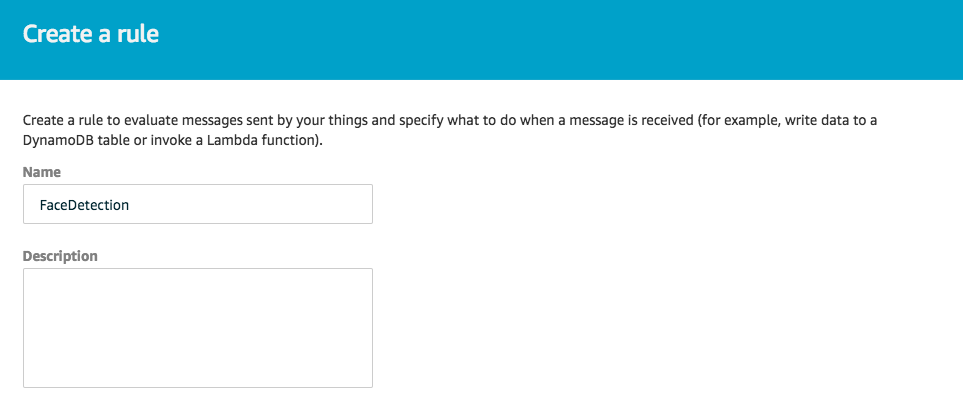 Create a rule
Create a rule to evaluate messages sent by your things and specify what to do when a message is received (for example, write data to a
DynamoDB table or invoke a Lambda function).
Name
FaceDetection
Description